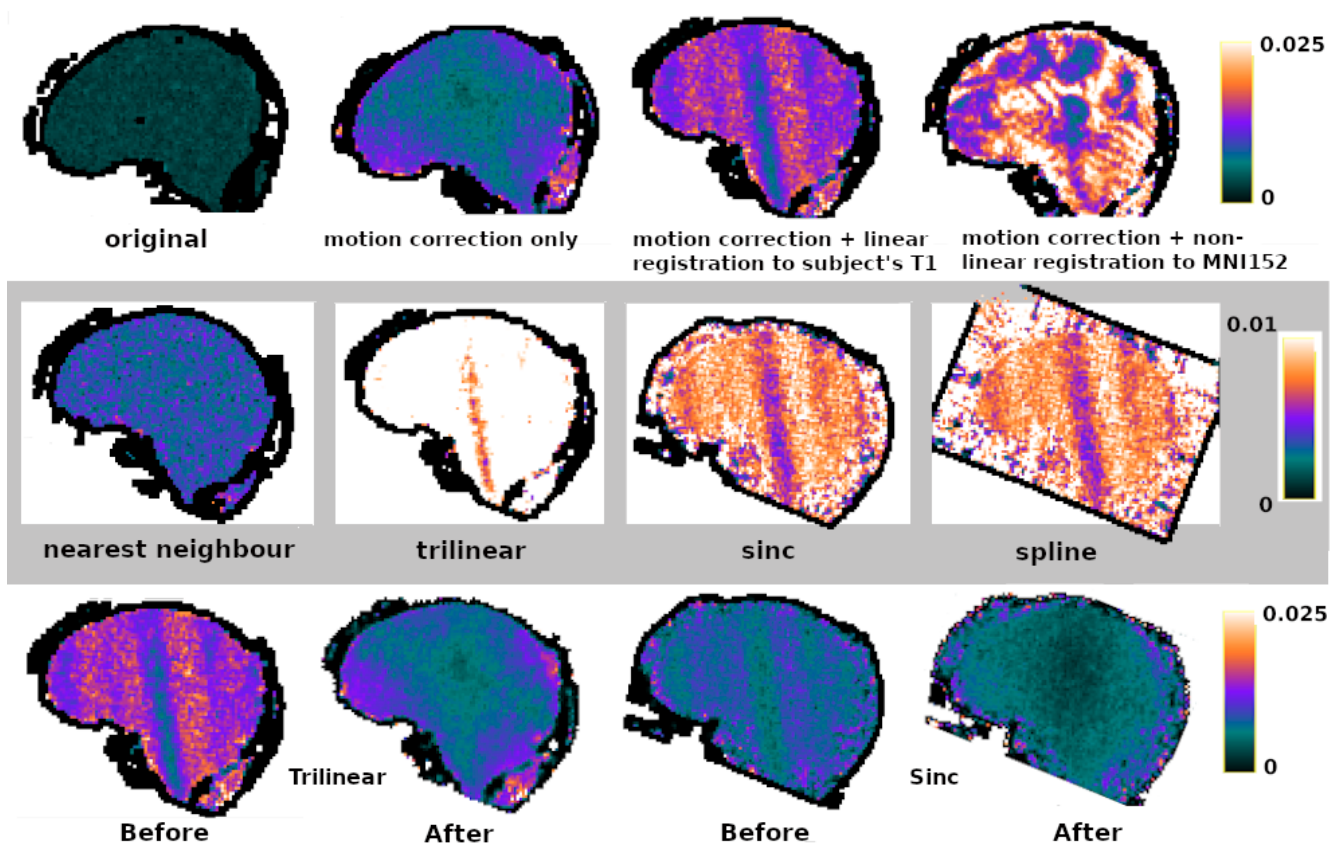 0.025
0
original
motion correction only
motion correction + linear
registration to subject's T1
motion correction + non-
linear registration to MNI152
0.01
0
nearest neighbour
trilinear
sinc
spline
0.025
0
Trilinear
Sinc
Before
After
Before
After